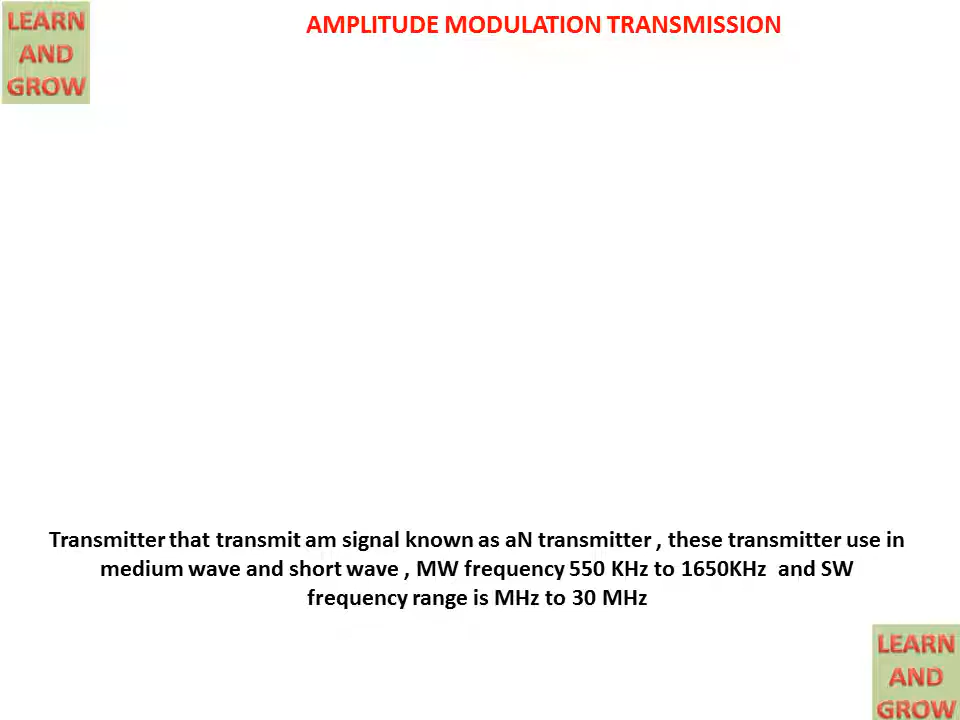 LEARN
AND
GROW
AMPLITUDE MODULATION TRANSMISSION
Transmitter that transmit am signal known as aN transmitter , these transmitter use in
medium wave and short wave , MW frequency 550 KHz to 1650KHz and SW
frequency range is MHz to 30 MHz
LEARN
AND
GROW